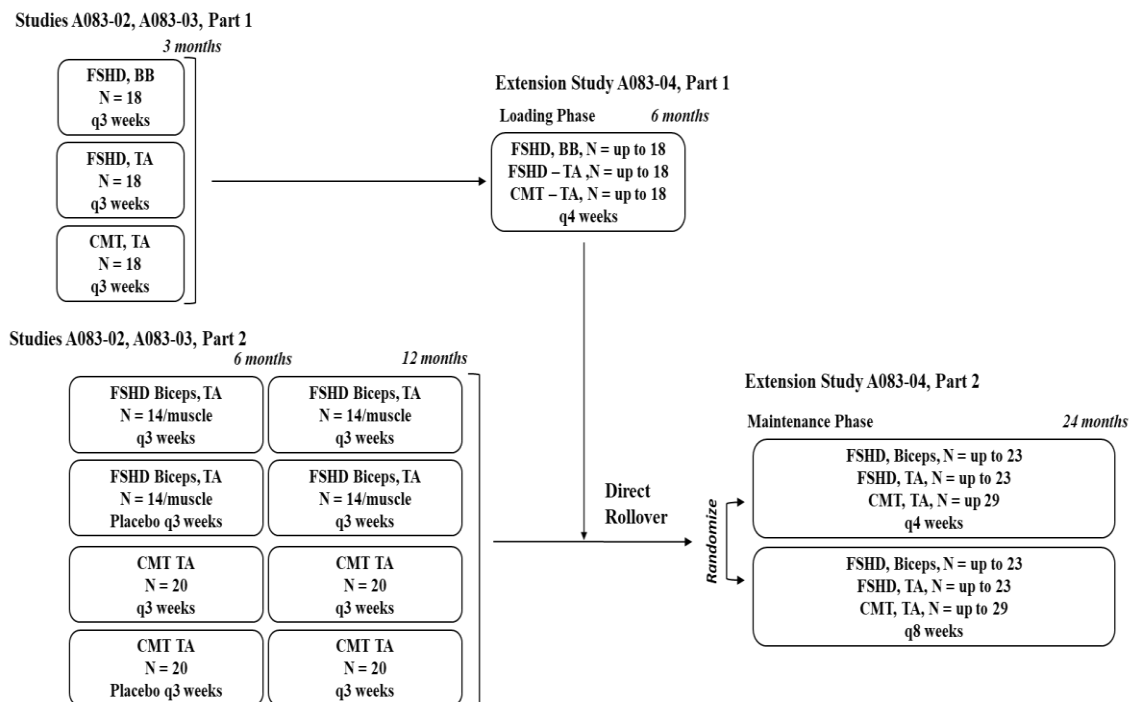 Studies A083-02, A083-03, Part 1
3 months
FSHD, BB
N = 18
q3 weeks
FSHD, TA
N = 18
q3 weeks
CMT, TA
N = 18
q3 weeks
Extension Study A083-04, Part 1
Loading Phase 6 months
FSHD, BB, N = up to 18
FSHD – TA ,N = up to 18
CMT – TA, N = up to 18
q4 weeks
Studies A083-02, A083-03, Part 2
6 months 12 months
FSHD Biceps, TA
N = 14/muscle
q3 weeks
FSHD Biceps, TA
N = 14/muscle
q3 weeks
FSHD Biceps, TA
N = 14/muscle
Placebo q3 weeks
FSHD Biceps, TA
N = 14/muscle
q3 weeks
CMT TA
N = 20
q3 weeks
CMT TA
N = 20
q3 weeks
CMT TA
N = 20
Placebo q3 weeks
CMT TA
N = 20
q3 weeks
Direct
Rollover
Randomize
Extension Study A083-04, Part 2
Maintenance Phase 24 months
FSHD, Biceps, N = up to 23
FSHD, TA, N = up to 23
CMT, TA, N = up 29
q4 weeks
FSHD, Biceps, N = up to 23
FSHD, TA, N = up to 23
CMT, TA, N = up to 29
q8 weeks